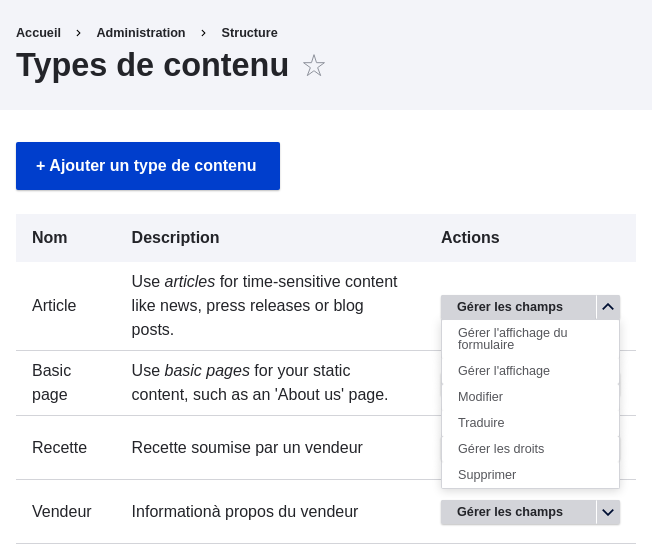 Accueil > Administration > Structure
Types de contenu
+ Ajouter un type de contenu
Nom Description Actions
Article
Use articles for time-sensitive content
like news, press releases or blog
posts.
Gérer les champs
Gérer l'affichage du
formulaire
Gérer l'affichage
Modifier
Traduire
Gérer les droits
Supprimer
Basic
page
Use basic pages for your static
content, such as an 'About us' page.
Recette Recette soumise par un vendeur
Vendeur Informationà propos du vendeur Gérer les champs